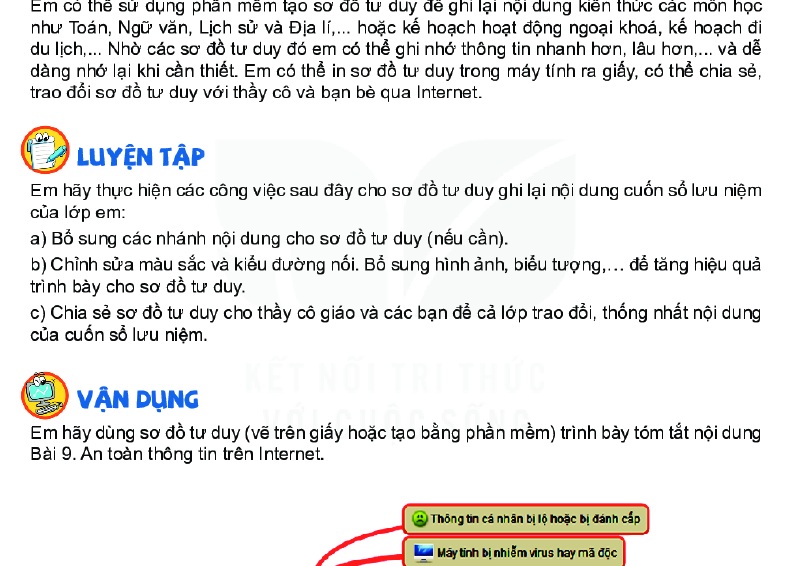 Em có thể sử dụng phần mềm tạo sơ đồ tư duy để ghi lại nội dung kiến thức các môn học
như Toán, Ngữ văn, Lịch sử và Địa lí,... hoặc kế hoạch hoạt động ngoại khoá, kế hoạch đi
du lịch,... Nhờ các sơ đồ tư duy đó em có thể ghi nhớ thông tin nhanh hơn, lâu hơn,... và dễ
dàng nhớ lại khi cần thiết. Em có thể in sơ đồ tư duy trong máy tính ra giấy, có thể chia sẻ,
trao đổi sơ đồ tư duy với thầy cô và bạn bè qua Internet.
LUYỆN TẬP
Em hãy thực hiện các công việc sau đây cho sơ đồ tư duy ghi lại nội dung cuốn sổ lưu niệm
của lớp em:
a) Bổ sung các nhánh nội dung cho sơ đồ tư duy (nếu cần).
b) Chỉnh sửa màu sắc và kiểu đường nối. Bổ sung hình ảnh, biểu tượng,... để tăng hiệu quả
trình bày cho sơ đồ tư duy.
c) Chia sẻ sơ đồ tư duy cho thầy cô giáo và các bạn để cả lớp trao đổi, thống nhất nội dung
của cuốn sổ lưu niệm.
KẾT NỐI TRI THỨC
VỚI CUỘC SỐNG
VẬN DỤNG
Em hãy dùng sơ đồ tư duy (vẽ trên giấy hoặc tạo bằng phần mềm) trình bày tóm tắt nội dung
Bài 9. An toàn thông tin trên Internet.
Thông tin cá nhân bị lộ hoặc bị đánh cắp
Máy tính bị nhiễm virus hay mã độc